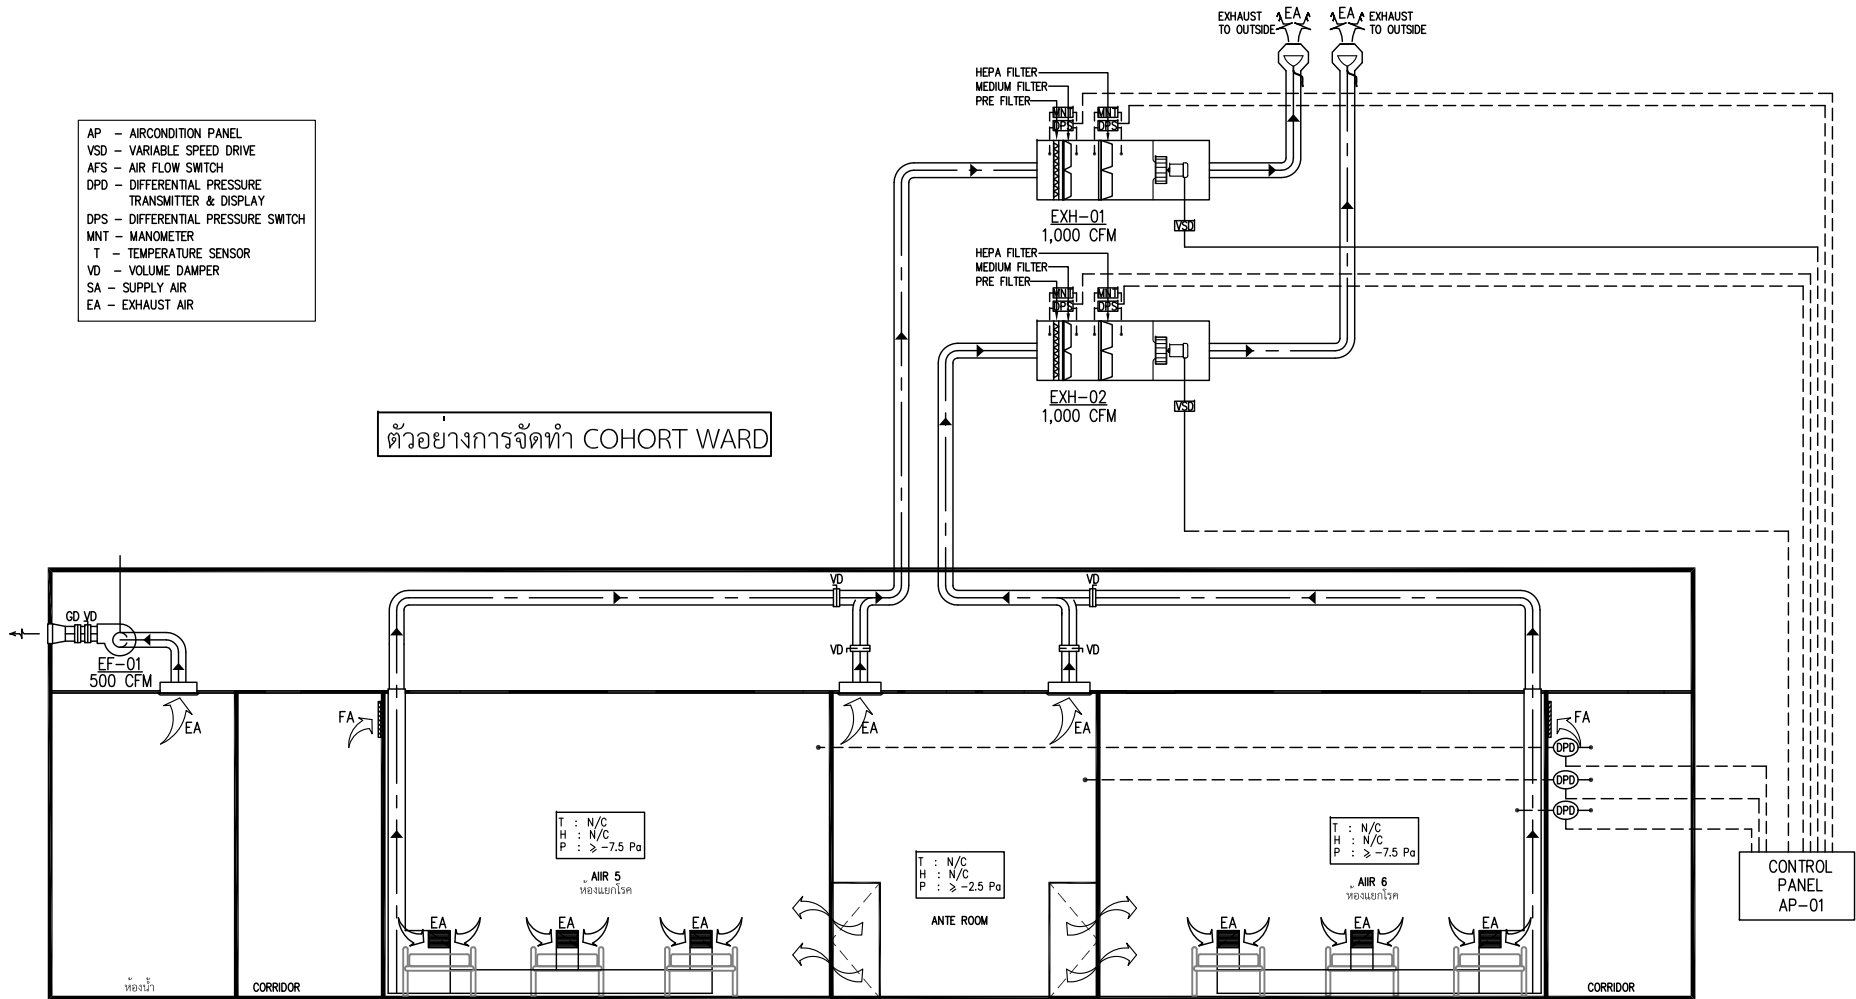 EXHAUST
TO OUTSIDE
EA
EA
EXHAUST
TO OUTSIDE
HEPA FILTER
MEDIUM FILTER
PRE FILTER
MNT
MNT
DPS
DPS
AP – AIRCONDITION PANEL
VSD – VARIABLE SPEED DRIVE
AFS – AIR FLOW SWITCH
DPD – DIFFERENTIAL PRESSURE
TRANSMITTER & DISPLAY
DPS – DIFFERENTIAL PRESSURE SWITCH
MNT – MANOMETER
T – TEMPERATURE SENSOR
VD – VOLUME DAMPER
SA – SUPPLY AIR
EA – EXHAUST AIR
EXH-01
1,000 CFM
VSD
HEPA FILTER
MEDIUM FILTER
PRE FILTER
MNT
MNT
DPS
DPS
EXH-02
1,000 CFM
VSD
ตัวอย่างการจัดทำ COHORT WARD
VD
VD
GD VD
VD
VD
EF-01
500 CFM
EA
FA
EA
EA
FA
DPD
DPD
DPD
T : N/C
H : N/C
P : ≥ -7.5 Pa
AIIR 5
ห้องแยกโรค
T : N/C
H : N/C
P : ≥ -2.5 Pa
ANTE ROOM
T : N/C
H : N/C
P : ≥ -7.5 Pa
AIIR 6
ห้องแยกโรค
CONTROL
PANEL
AP-01
EA
EA
EA
EA
EA
EA
ห้องน้ำ
CORRIDOR
CORRIDOR